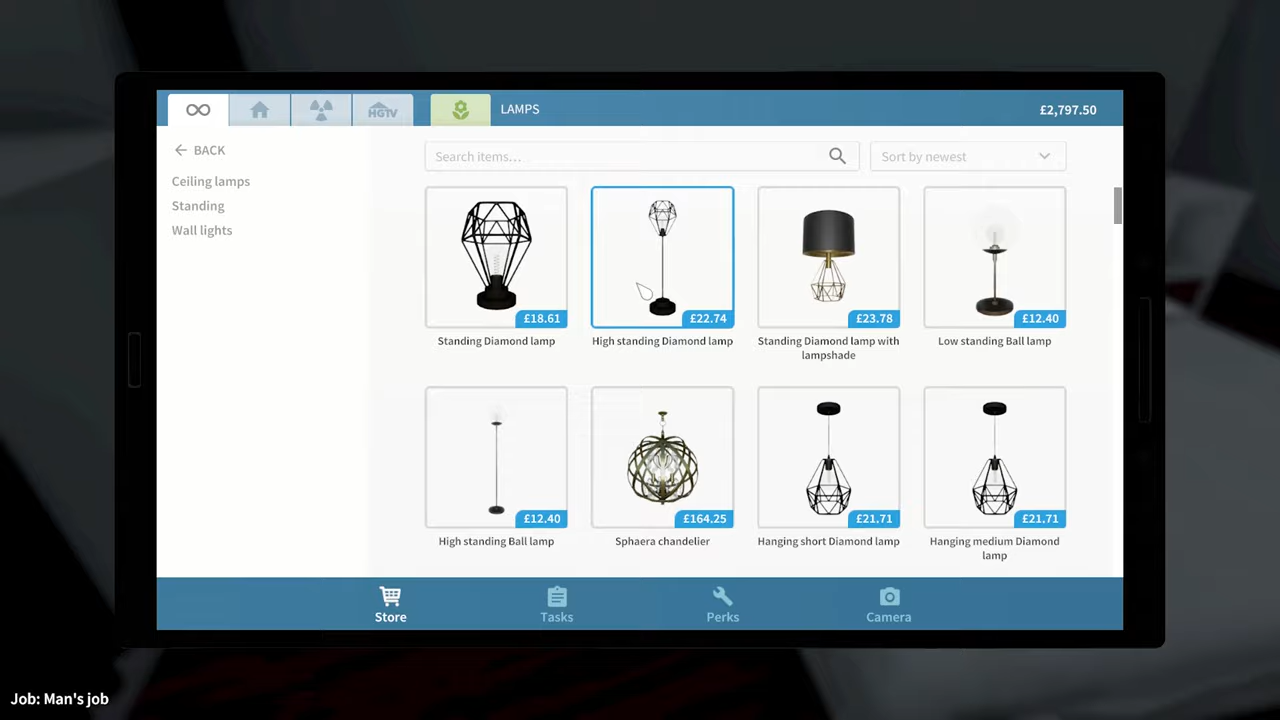 HGTV
LAMPS
£2,797.50
BACK
Search items...
Sort by newest
Ceiling lamps
Standing
Wall lights
£18.61
£22.74
£23.78
£12.40
Standing Diamond lamp
High standing Diamond lamp
Standing Diamond lamp with
lampshade
Low standing Ball lamp
£12.40
£164.25
£21.71
£21.71
High standing Ball lamp
Sphaera chandelier
Hanging short Diamond lamp
Hanging medium Diamond
lamp
Store
Tasks
Perks
Camera
Job: Man's job